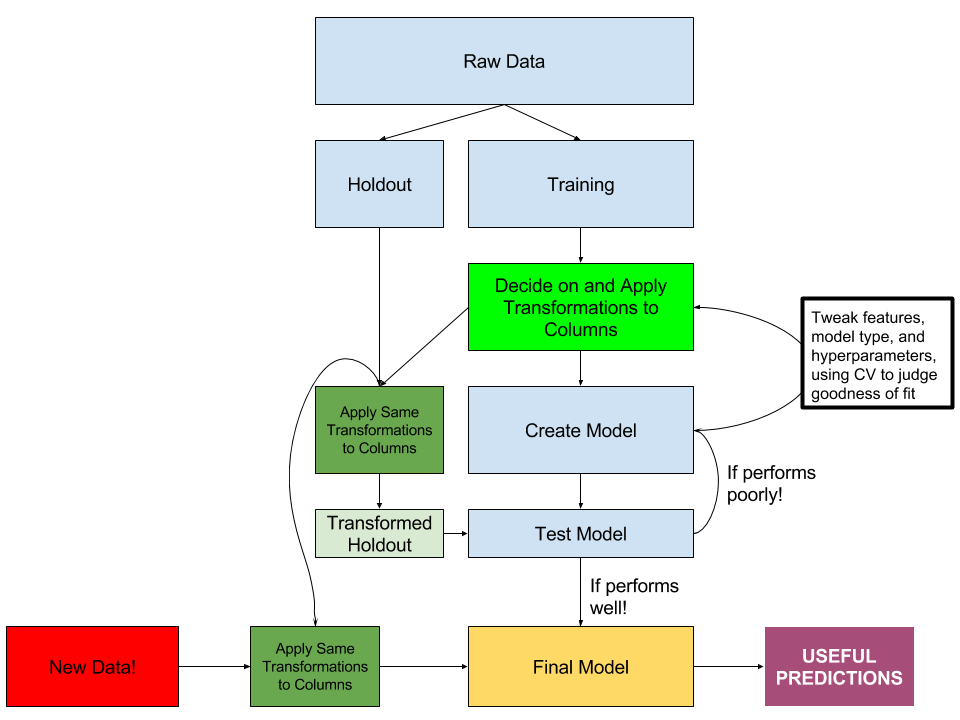 Raw Data
Holdout
Training
Decide on and Apply
Transformations to
Columns
Tweak features,
model type, and
hyperparameters,
using CV to judge
goodness of fit
Apply Same
Transformations
to Columns
Create Model
If performs
poorly!
Transformed
Holdout
Test Model
If performs
well!
New Data!
Apply Same
Transformations
to Columns
Final Model
USEFUL
PREDICTIONS